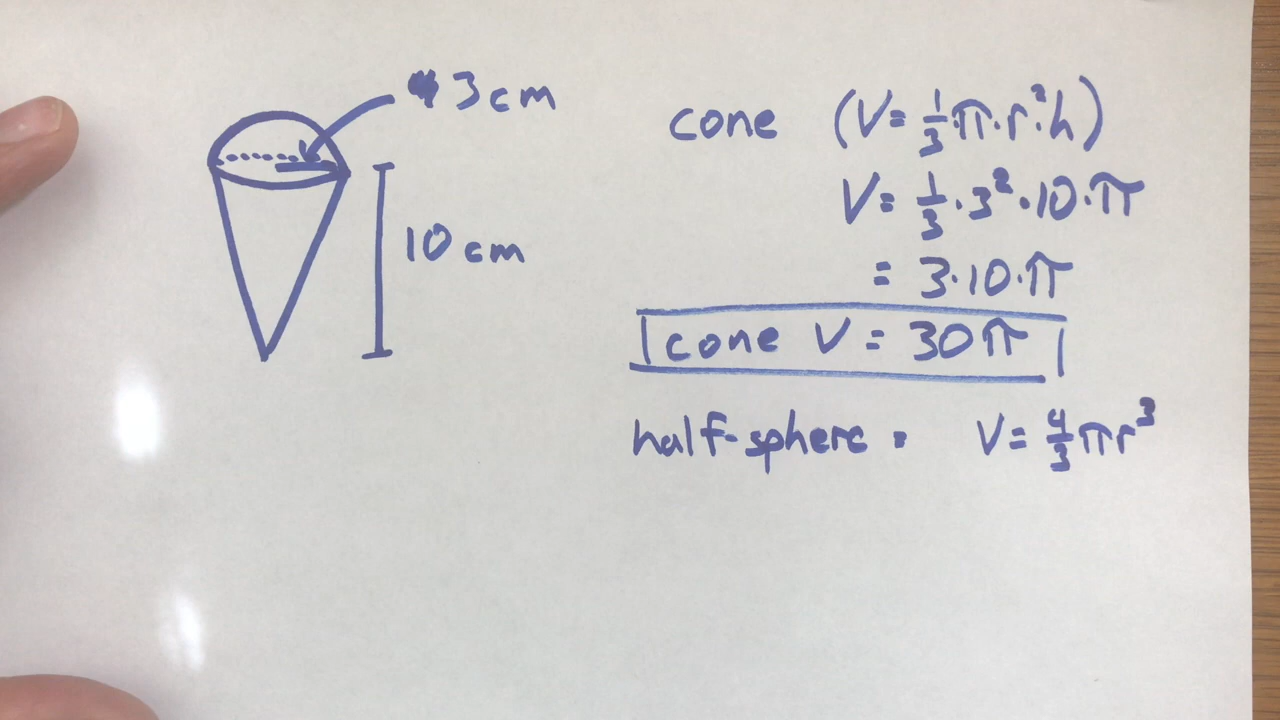 3cm
10 cm
cone (V = 1/3·π·r²·h)
V = 1/3·3²·10·π
= 3·10·π
cone V = 30π
half-sphere = V = 4/3πr³